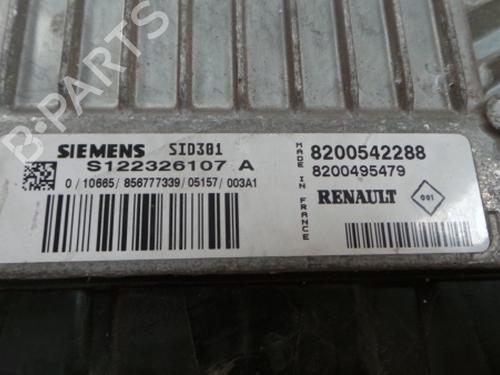 B-PARTS
SIEMENS SID301
S122326107 A
0 / 10665 / 856777339 / 05157 / 003A1
MADE IN FRANCE
8200542288
8200495479
RENAULT
001